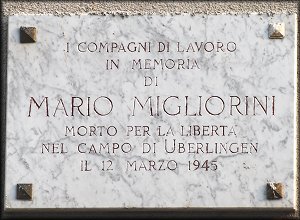 I COMPAGNI DI LAVORO
IN MEMORIA
DI
MARIO MIGLIORINI
MORTO PER LA LIBERTA'
NEL CAMPO DI UBERLINGEN
IL 12 MARZO 1945